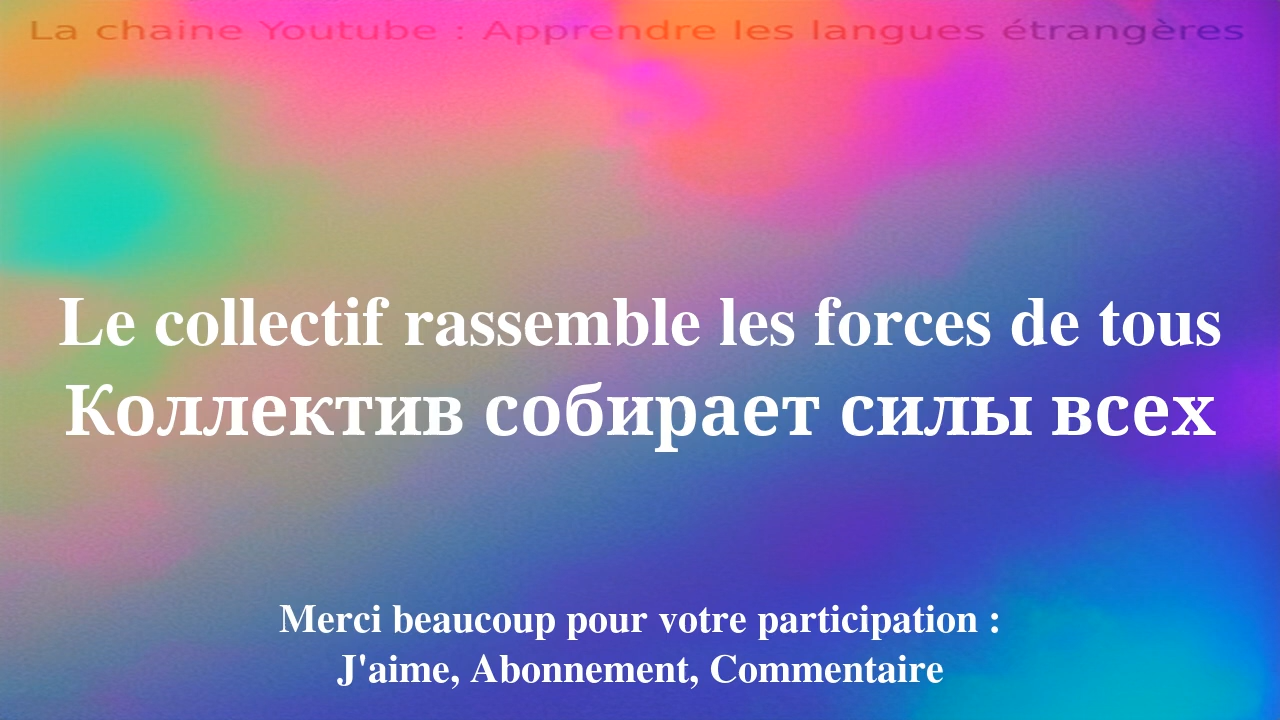 La chaine Youtube : Apprendre les langues étrangères
Le collectif rassemble les forces de tous
Коллектив собирает силы всех
Merci beaucoup pour votre participation :
J'aime, Abonnement, Commentaire